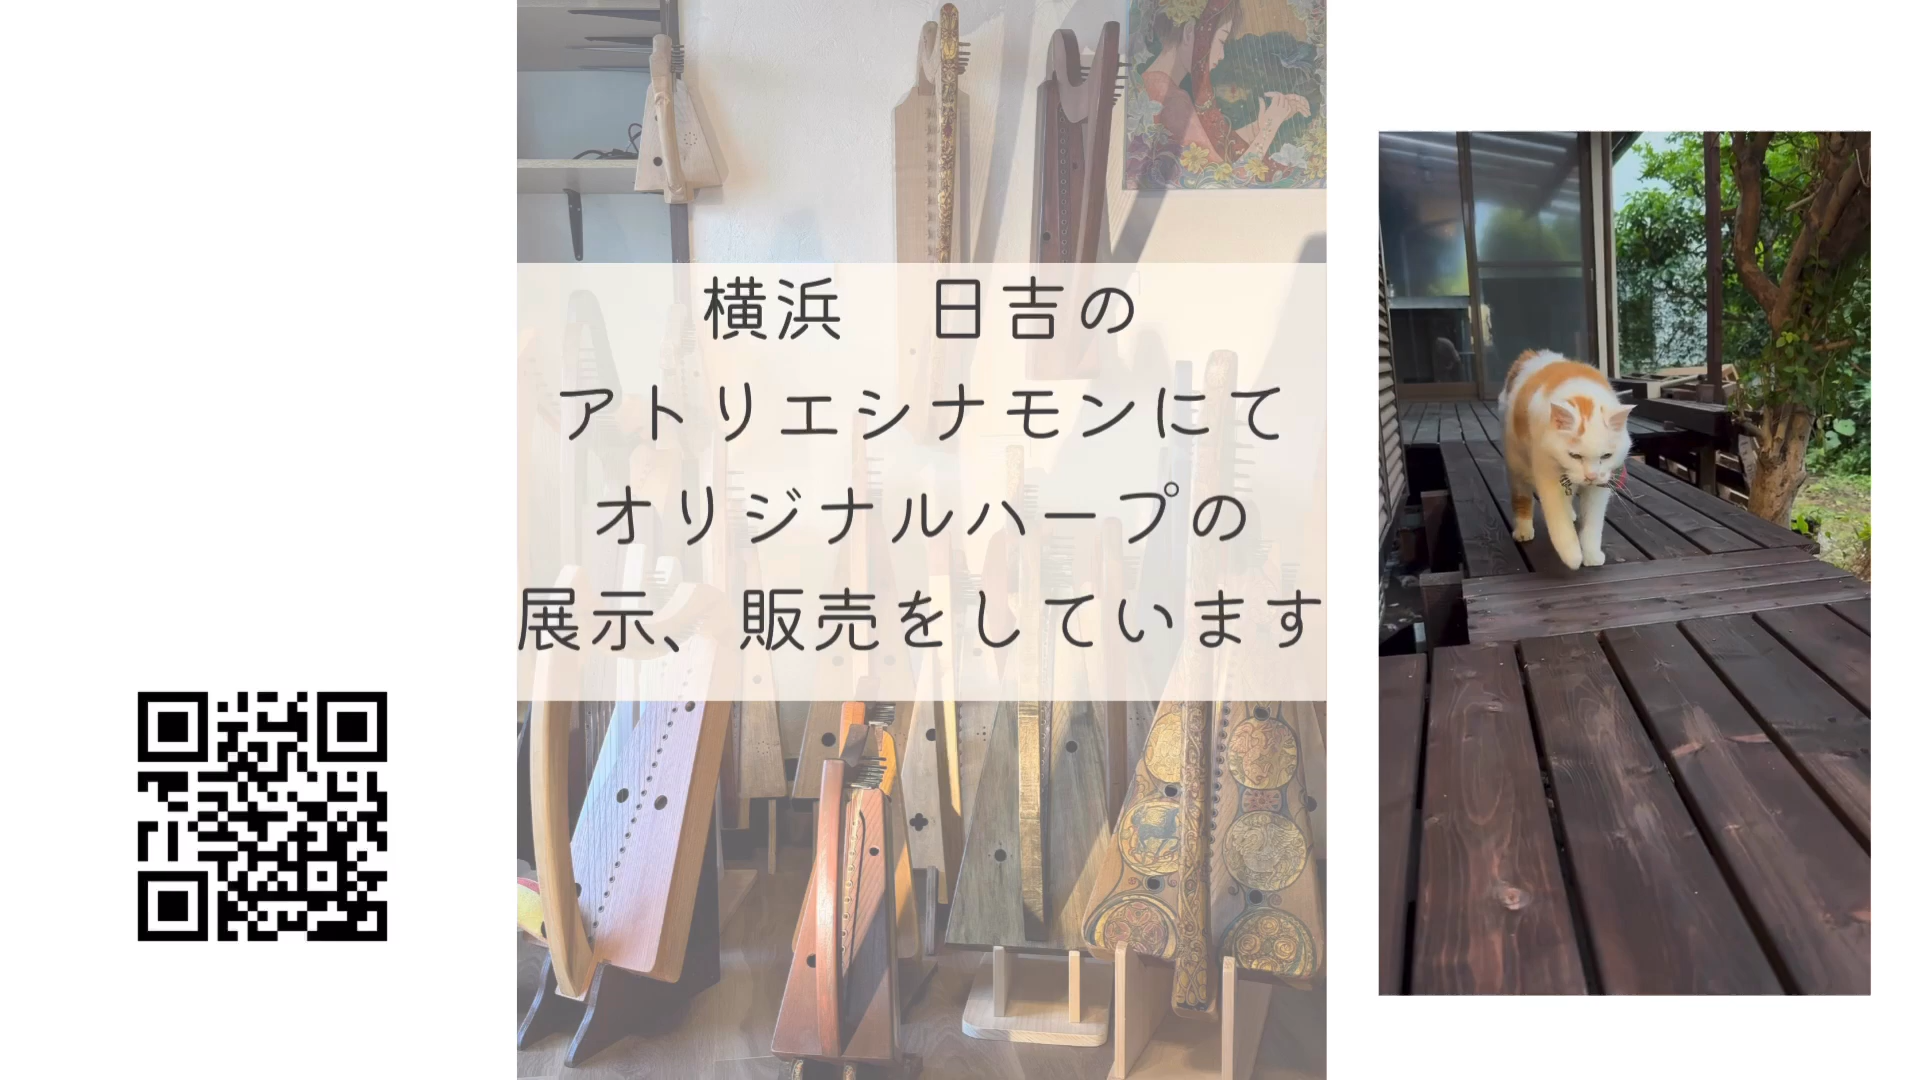 横浜　日吉の
アトリエシナモンにて
オリジナルハープの
展示、販売をしています